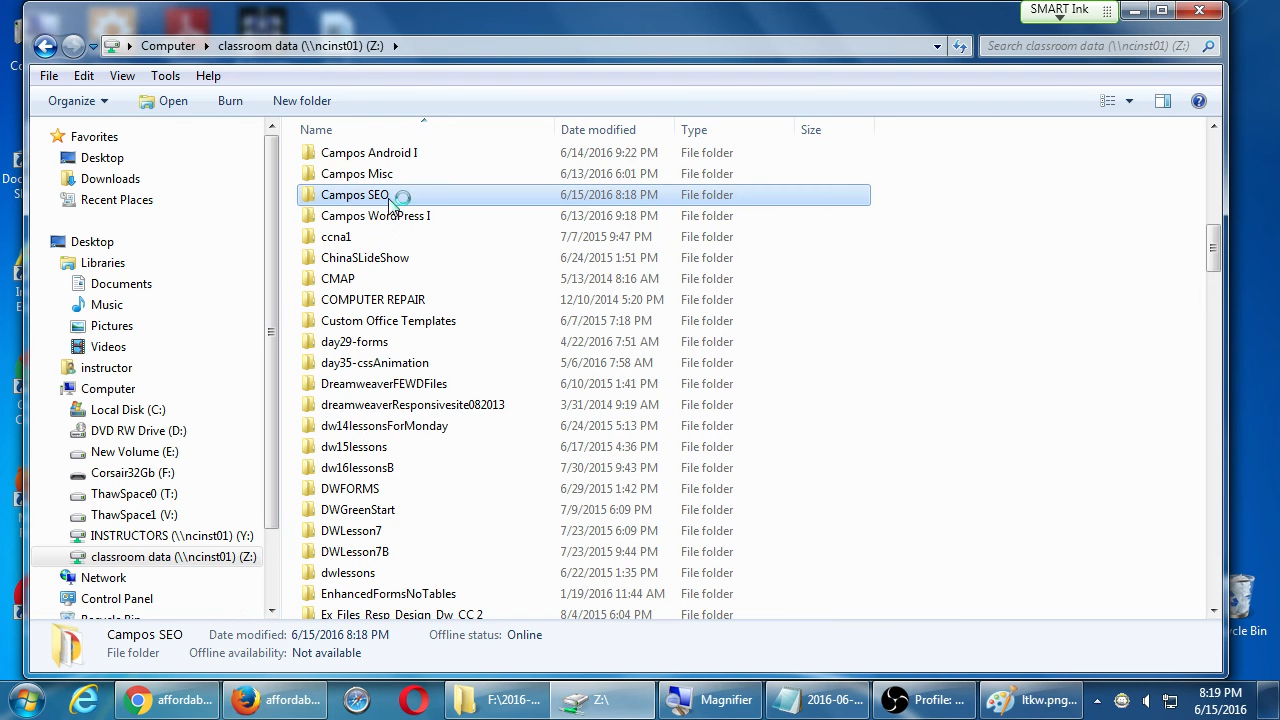 SMART Ink
Computer classroom data (\\ncinst01) (Z:)
Search classroom data (\\ncinst01) (Z:)
File Edit View Tools Help
Organize Open Burn New folder
Favorites
Desktop
Downloads
Recent Places
Desktop
Libraries
Documents
Music
Pictures
Videos
instructor
Computer
Local Disk (C:)
DVD RW Drive (D:)
New Volume (E:)
Corsair32Gb (F:)
ThawSpace0 (T:)
ThawSpace1 (V:)
INSTRUCTORS (\\ncinst01) (Y:)
classroom data (\\ncinst01) (Z:)
Network
Control Panel
Recycle Bin
Name Date modified Type Size
Campos Android I 6/14/2016 9:22 PM File folder
Campos Misc 6/13/2016 6:01 PM File folder
Campos SEO 6/15/2016 8:18 PM File folder
Campos WordPress I 6/13/2016 9:18 PM File folder
ccna1 7/7/2015 9:47 PM File folder
ChinaSLideShow 6/24/2015 1:51 PM File folder
CMAP 5/13/2014 8:16 AM File folder
COMPUTER REPAIR 12/10/2014 5:20 PM File folder
Custom Office Templates 6/7/2015 7:18 PM File folder
day29-forms 4/22/2016 7:51 AM File folder
day35-cssAnimation 5/6/2016 7:58 AM File folder
DreamweaverFEWDFiles 6/10/2015 1:41 PM File folder
dreamweaverResponsivesite082013 3/31/2014 9:19 AM File folder
dw14lessonsForMonday 6/24/2015 5:13 PM File folder
dw15lessons 6/17/2015 4:36 PM File folder
dw16lessonsB 7/30/2015 9:43 PM File folder
DWFORMS 6/29/2015 1:42 PM File folder
DWGreenStart 7/9/2015 6:09 PM File folder
DWLesson7 7/23/2015 6:09 PM File folder
DWLesson7B 7/23/2015 9:44 PM File folder
dwlessons 6/22/2015 1:35 PM File folder
EnhancedFormsNoTables 1/19/2016 11:44 AM File folder
Ex_Files_Resp_Design_Dw_CC 2 8/4/2015 6:04 PM File folder
Campos SEO Date modified: 6/15/2016 8:18 PM Offline status: Online
File folder Offline availability: Not available
ycle Bin
affordab... affordab... F:\2016-... Z:\ Magnifier 2016-06-... Profile: ... ltkw.png...
8:19 PM
6/15/2016